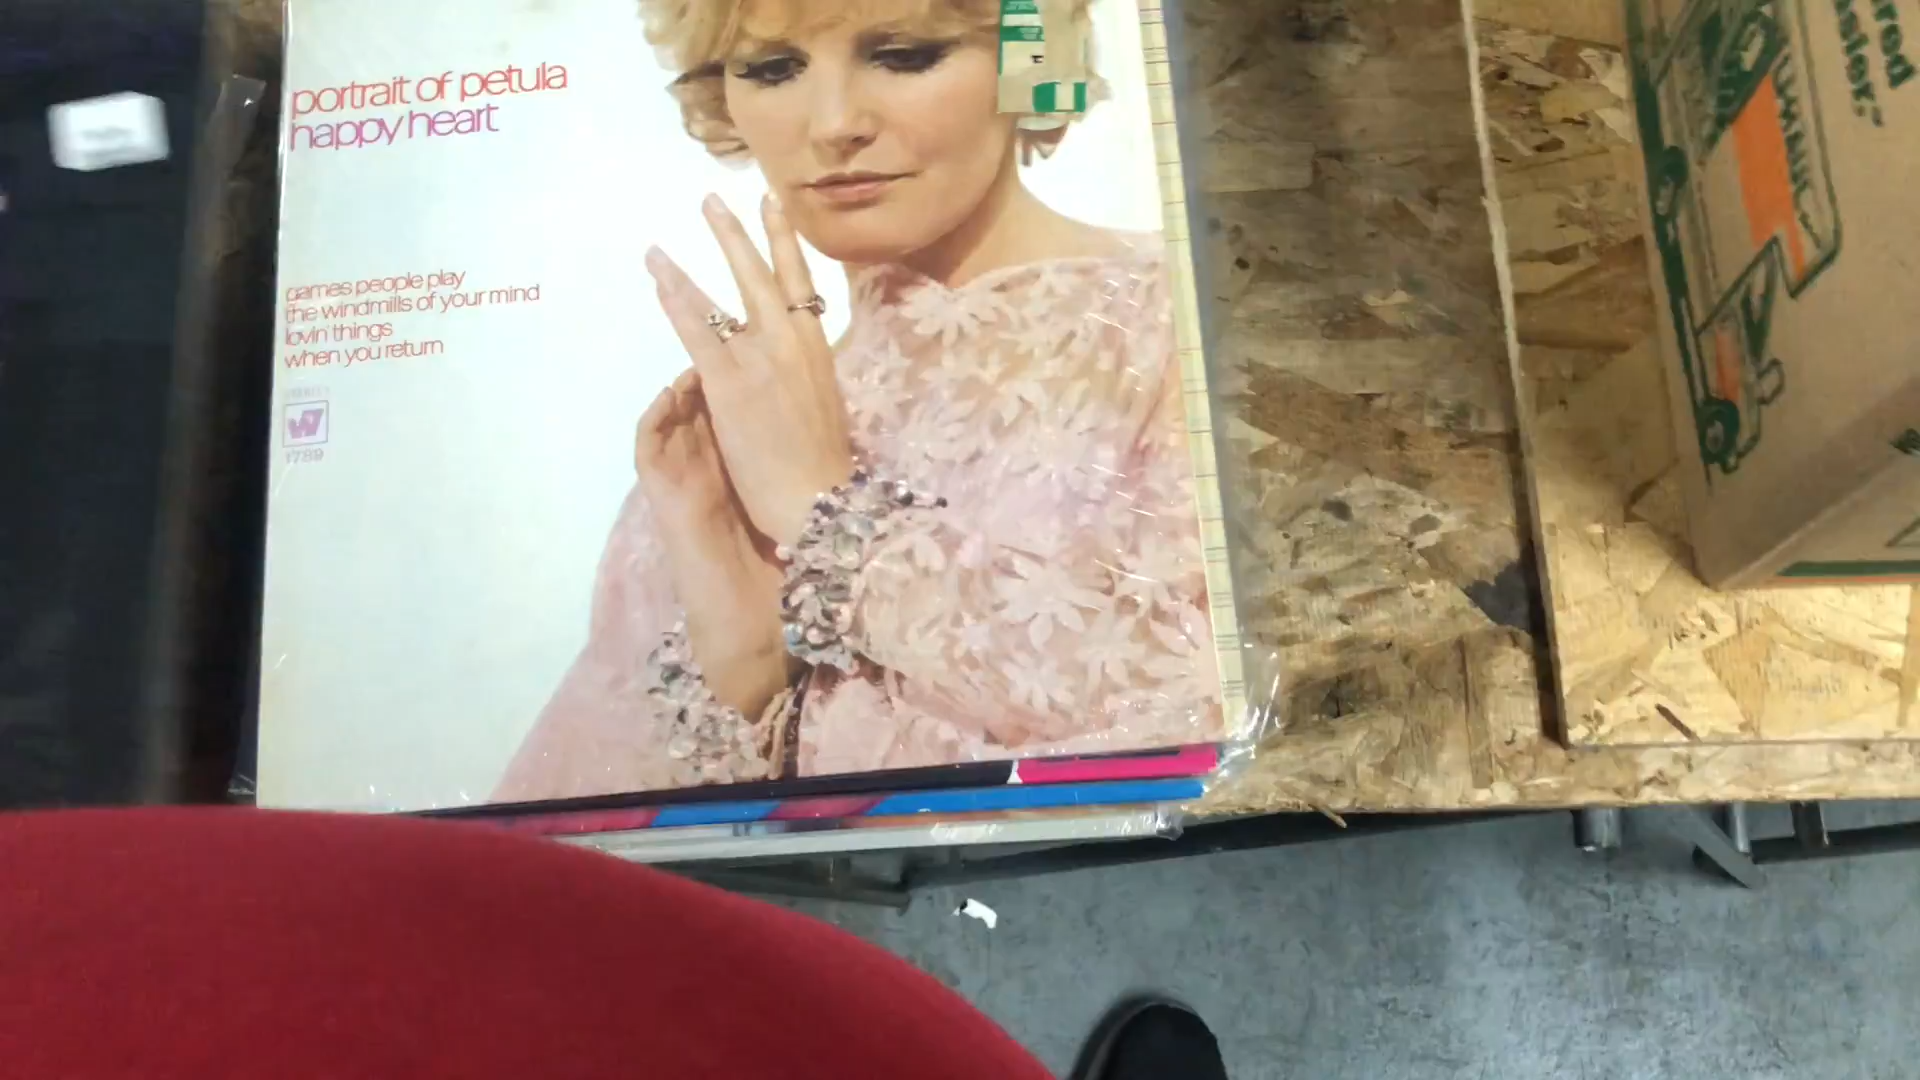 portrait of petula
happy heart
games people play
the windmills of your mind
lovin' things
when you return
STEREO
W
1789